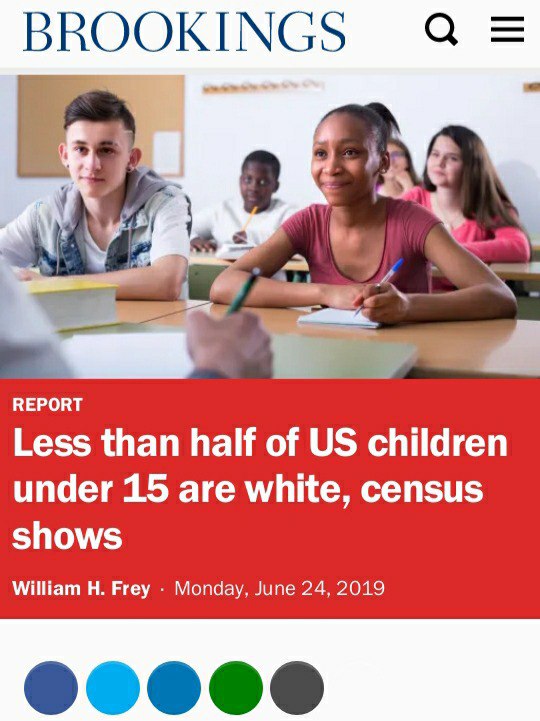 BROOKINGS
REPORT
Less than half of US children
under 15 are white, census
shows
William H. Frey · Monday, June 24, 2019